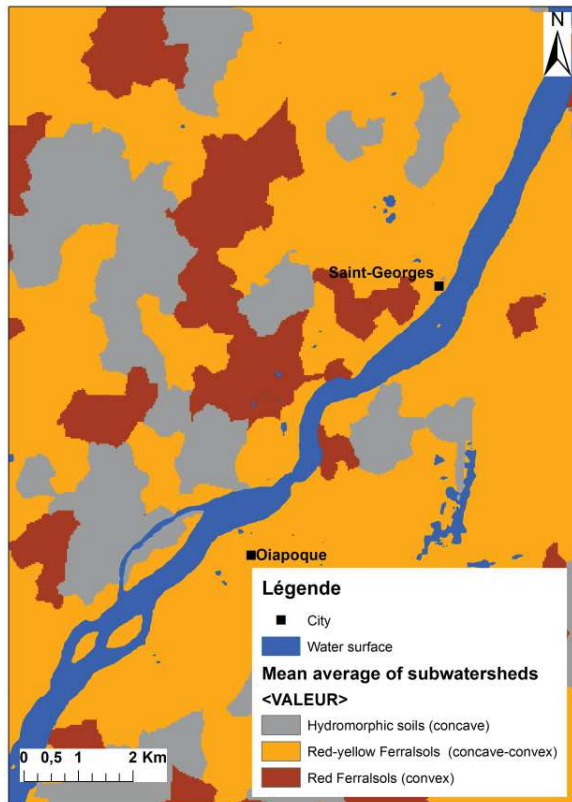 N
Saint-Georges
Oiapoque
Légende
City
Water surface
Mean average of subwatersheds
<VALEUR>
Hydromorphic soils (concave)
Red-yellow Ferralsols (concave-convex)
Red Ferralsols (convex)
0 0,5 1 2 Km